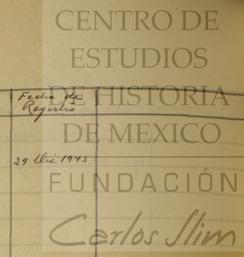 CENTRO DE
ESTUDIOS
DE HISTORIA
DE MEXICO
Fecha de
Registro
29 Dic 1943
FUNDACIÓN
Carlos Slim